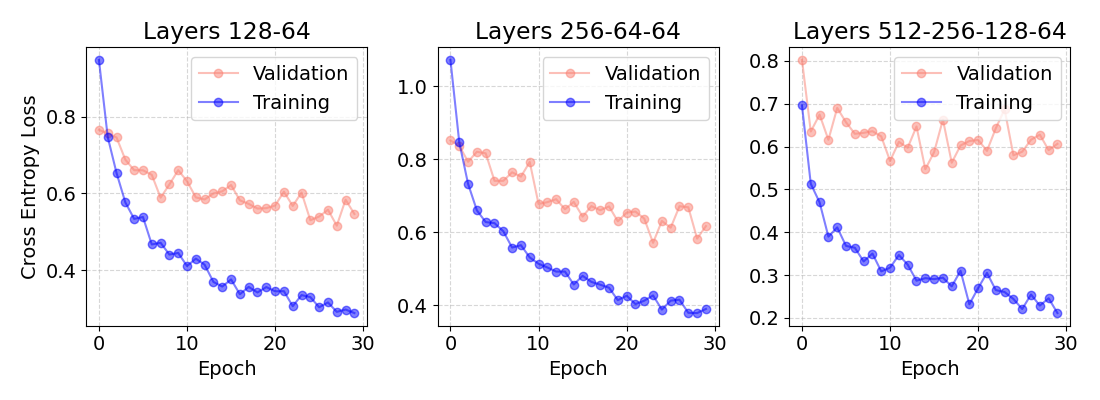 Layers 128-64
Layers 256-64-64
Layers 512-256-128-64
Cross Entropy Loss
0.8
0.6
0.4
Validation
Training
0
10
20
30
Epoch
1.0
0.8
0.6
0.4
Validation
Training
0
10
20
30
Epoch
0.8
0.7
0.6
0.5
0.4
0.3
0.2
Validation
Training
0
10
20
30
Epoch